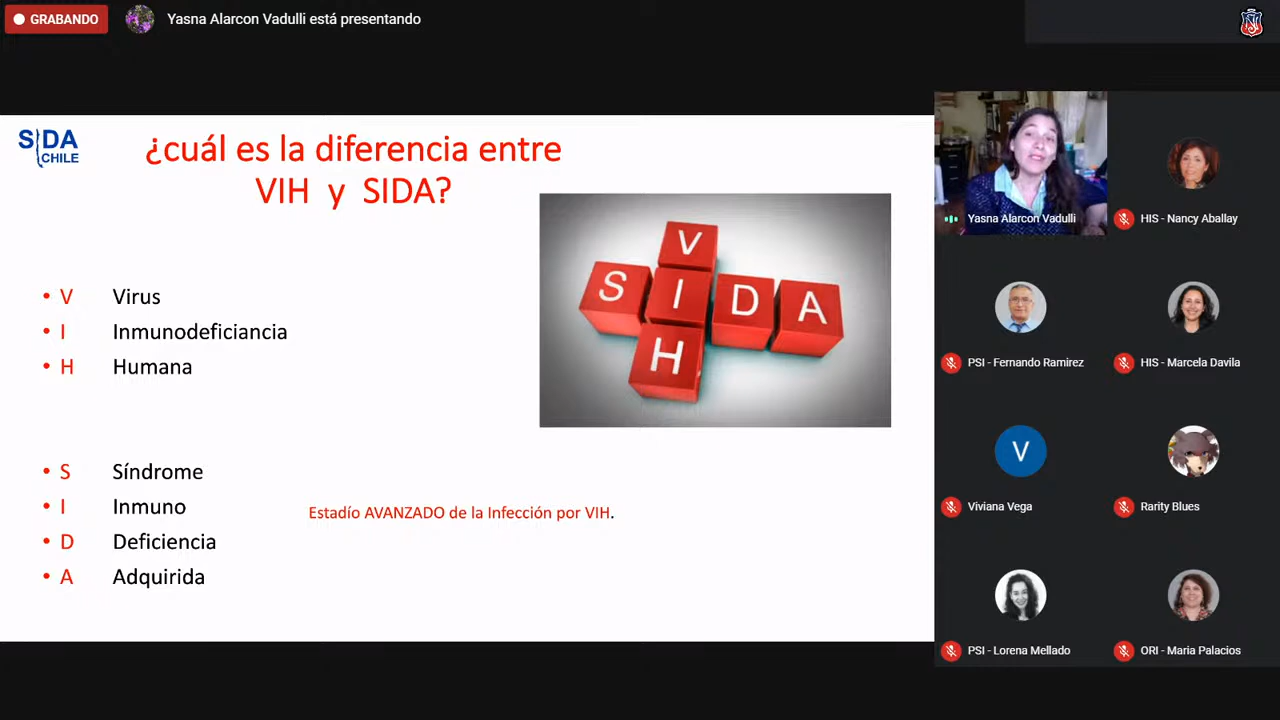 GRABANDO
Yasna Alarcon Vadulli está presentando
SIDA
CHILE
¿cuál es la diferencia entre
VIH y SIDA?
• V Virus
• I Inmunodeficiancia
• H Humana
V
S I D A
H
• S Síndrome
• I Inmuno
Estadío AVANZADO de la Infección por VIH.
• D Deficiencia
• A Adquirida
Yasna Alarcon Vadulli
HIS - Nancy Aballay
PSI - Fernando Ramirez
HIS - Marcela Davila
V
Viviana Vega
Rarity Blues
PSI - Lorena Mellado
ORI - Maria Palacios